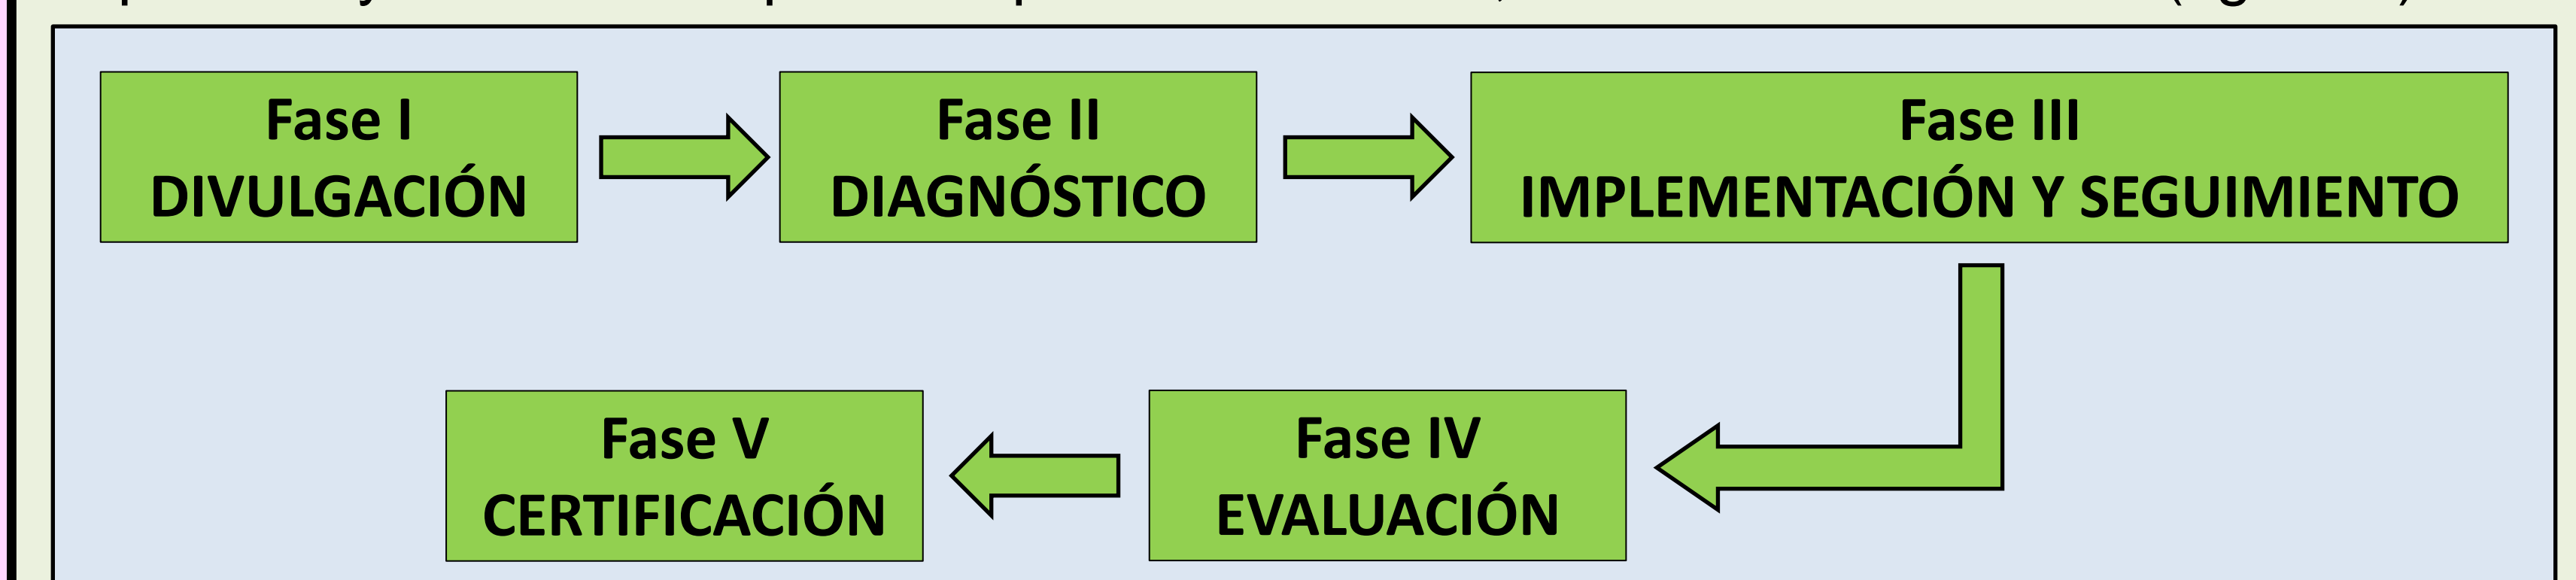 Fase I
DIVULGACIÓN
Fase II
DIAGNÓSTICO
Fase III
IMPLEMENTACIÓN Y SEGUIMIENTO
Fase IV
EVALUACIÓN
Fase V
CERTIFICACIÓN